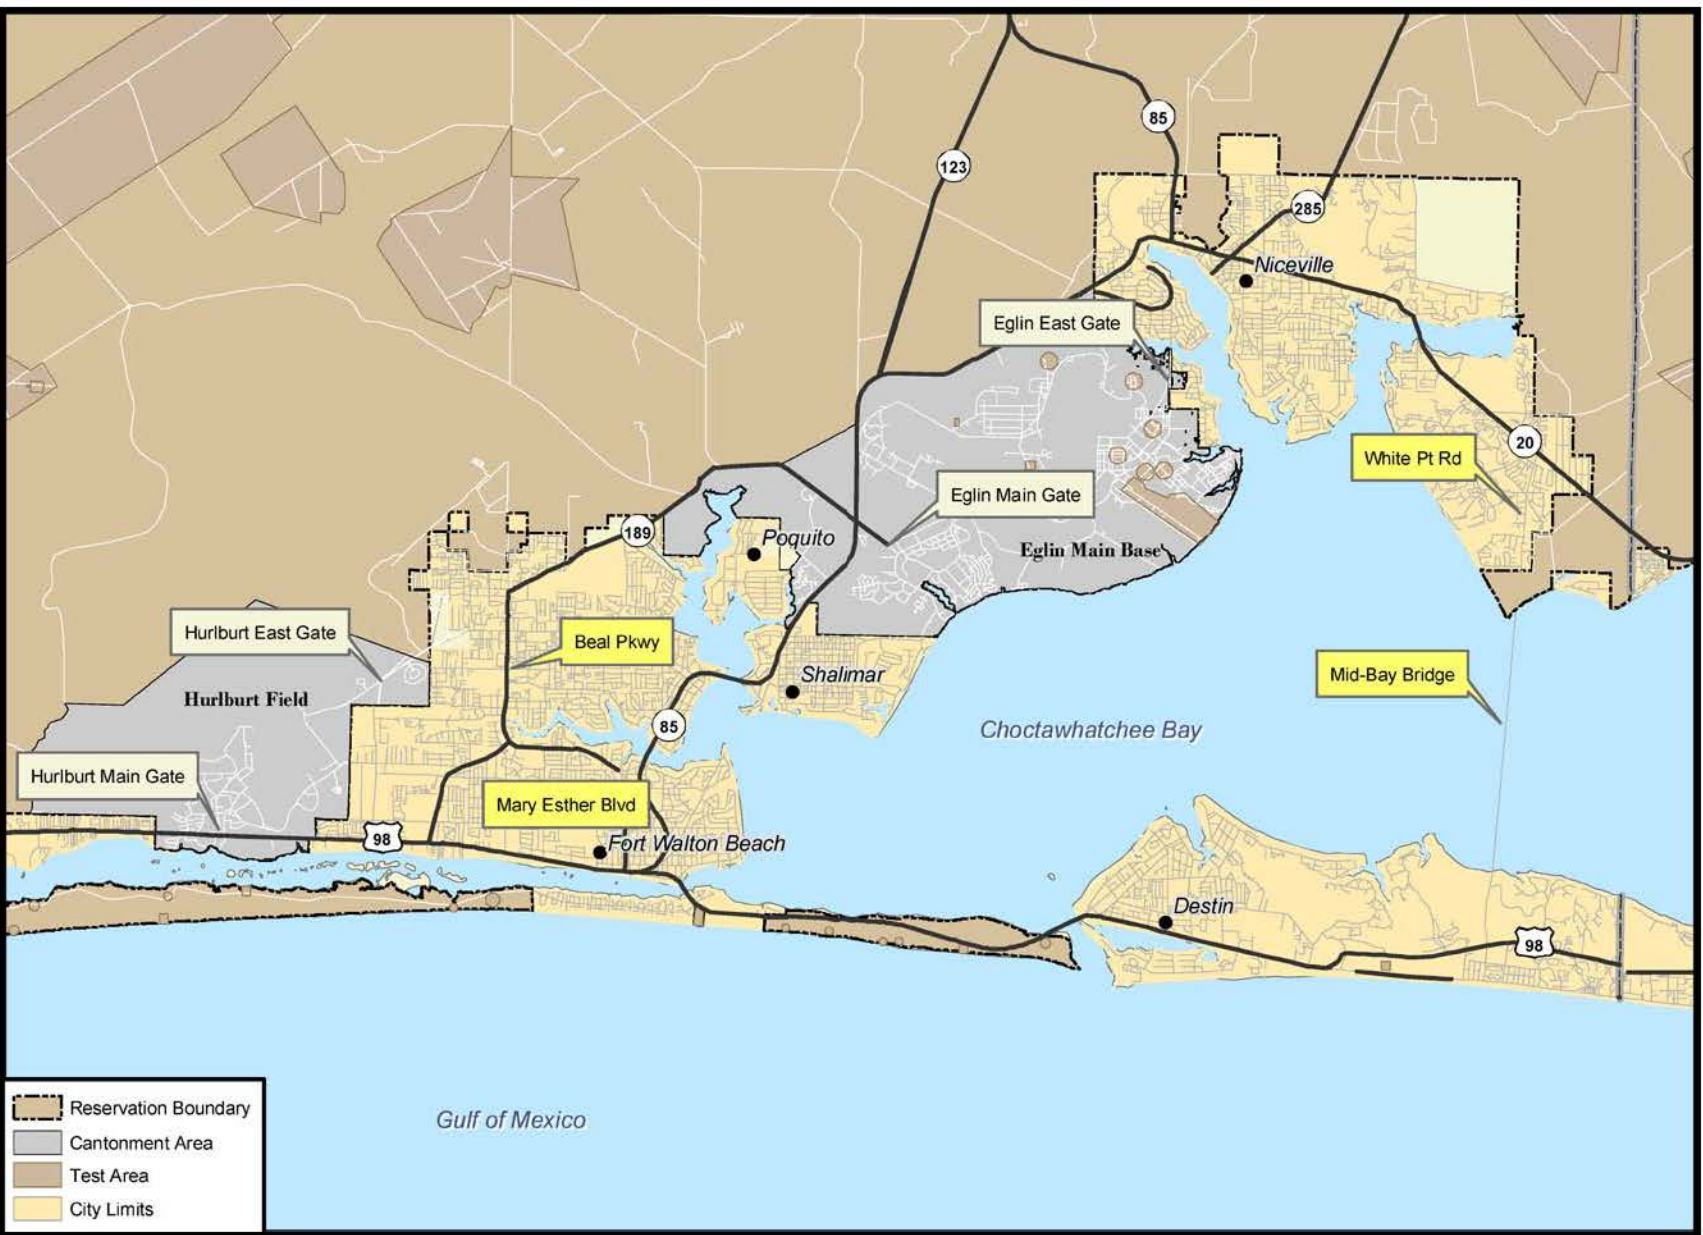 85
123
285
Niceville
Eglin East Gate
20
White Pt Rd
Eglin Main Gate
189
Poquito
Eglin Main Base
Hurlburt East Gate
Beal Pkwy
Shalimar
Mid-Bay Bridge
Hurlburt Field
85
Choctawhatchee Bay
Hurlburt Main Gate
Mary Esther Blvd
98
Fort Walton Beach
Destin
98
Gulf of Mexico
Reservation Boundary
Cantonment Area
Test Area
City Limits